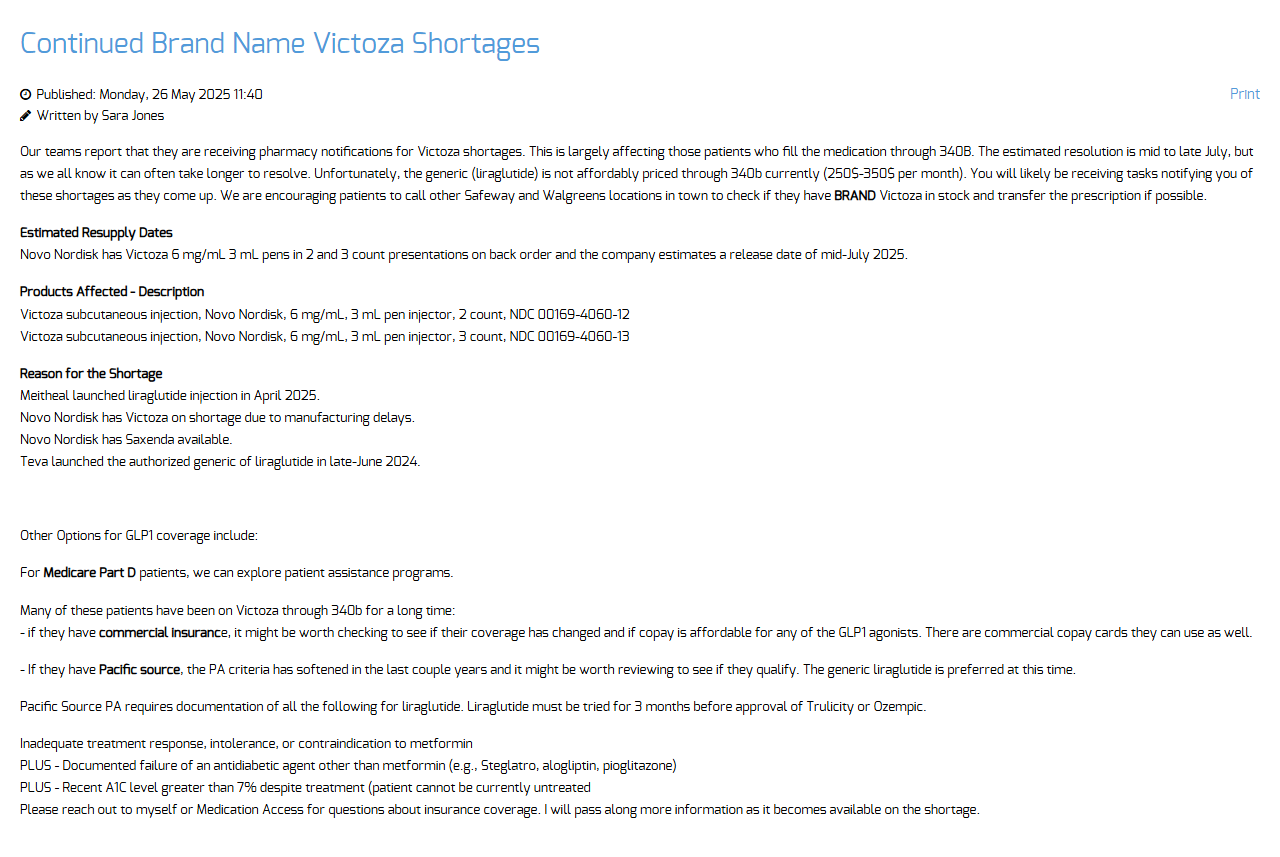 Continued Brand Name Victoza Shortages
Published: Monday, 26 May 2025 11:40
Print
Written by Sara Jones
Our teams report that they are receiving pharmacy notifications for Victoza shortages. This is largely affecting those patients who fill the medication through 340B. The estimated resolution is mid to late July, but
as we all know it can often take longer to resolve. Unfortunately, the generic (liraglutide) is not affordably priced through 340b currently (250$-350$ per month). You will likely be receiving tasks notifying you of
these shortages as they come up. We are encouraging patients to call other Safeway and Walgreens locations in town to check if they have BRAND Victoza in stock and transfer the prescription if possible.
Estimated Resupply Dates
Novo Nordisk has Victoza 6 mg/mL 3 mL pens in 2 and 3 count presentations on back order and the company estimates a release date of mid-July 2025.
Products Affected - Description
Victoza subcutaneous injection, Novo Nordisk, 6 mg/mL, 3 mL pen injector, 2 count, NDC 00169-4060-12
Victoza subcutaneous injection, Novo Nordisk, 6 mg/mL, 3 mL pen injector, 3 count, NDC 00169-4060-13
Reason for the Shortage
Meitheal launched liraglutide injection in April 2025.
Novo Nordisk has Victoza on shortage due to manufacturing delays.
Novo Nordisk has Saxenda available.
Teva launched the authorized generic of liraglutide in late-June 2024.
Other Options for GLP1 coverage include:
For Medicare Part D patients, we can explore patient assistance programs.
Many of these patients have been on Victoza through 340b for a long time:
- if they have commercial insurance, it might be worth checking to see if their coverage has changed and if copay is affordable for any of the GLP1 agonists. There are commercial copay cards they can use as well.
- If they have Pacific source, the PA criteria has softened in the last couple years and it might be worth reviewing to see if they qualify. The generic liraglutide is preferred at this time.
Pacific Source PA requires documentation of all the following for liraglutide. Liraglutide must be tried for 3 months before approval of Trulicity or Ozempic.
Inadequate treatment response, intolerance, or contraindication to metformin
PLUS - Documented failure of an antidiabetic agent other than metformin (e.g., Steglatro, alogliptin, pioglitazone)
PLUS - Recent A1C level greater than 7% despite treatment (patient cannot be currently untreated
Please reach out to myself or Medication Access for questions about insurance coverage. I will pass along more information as it becomes available on the shortage.